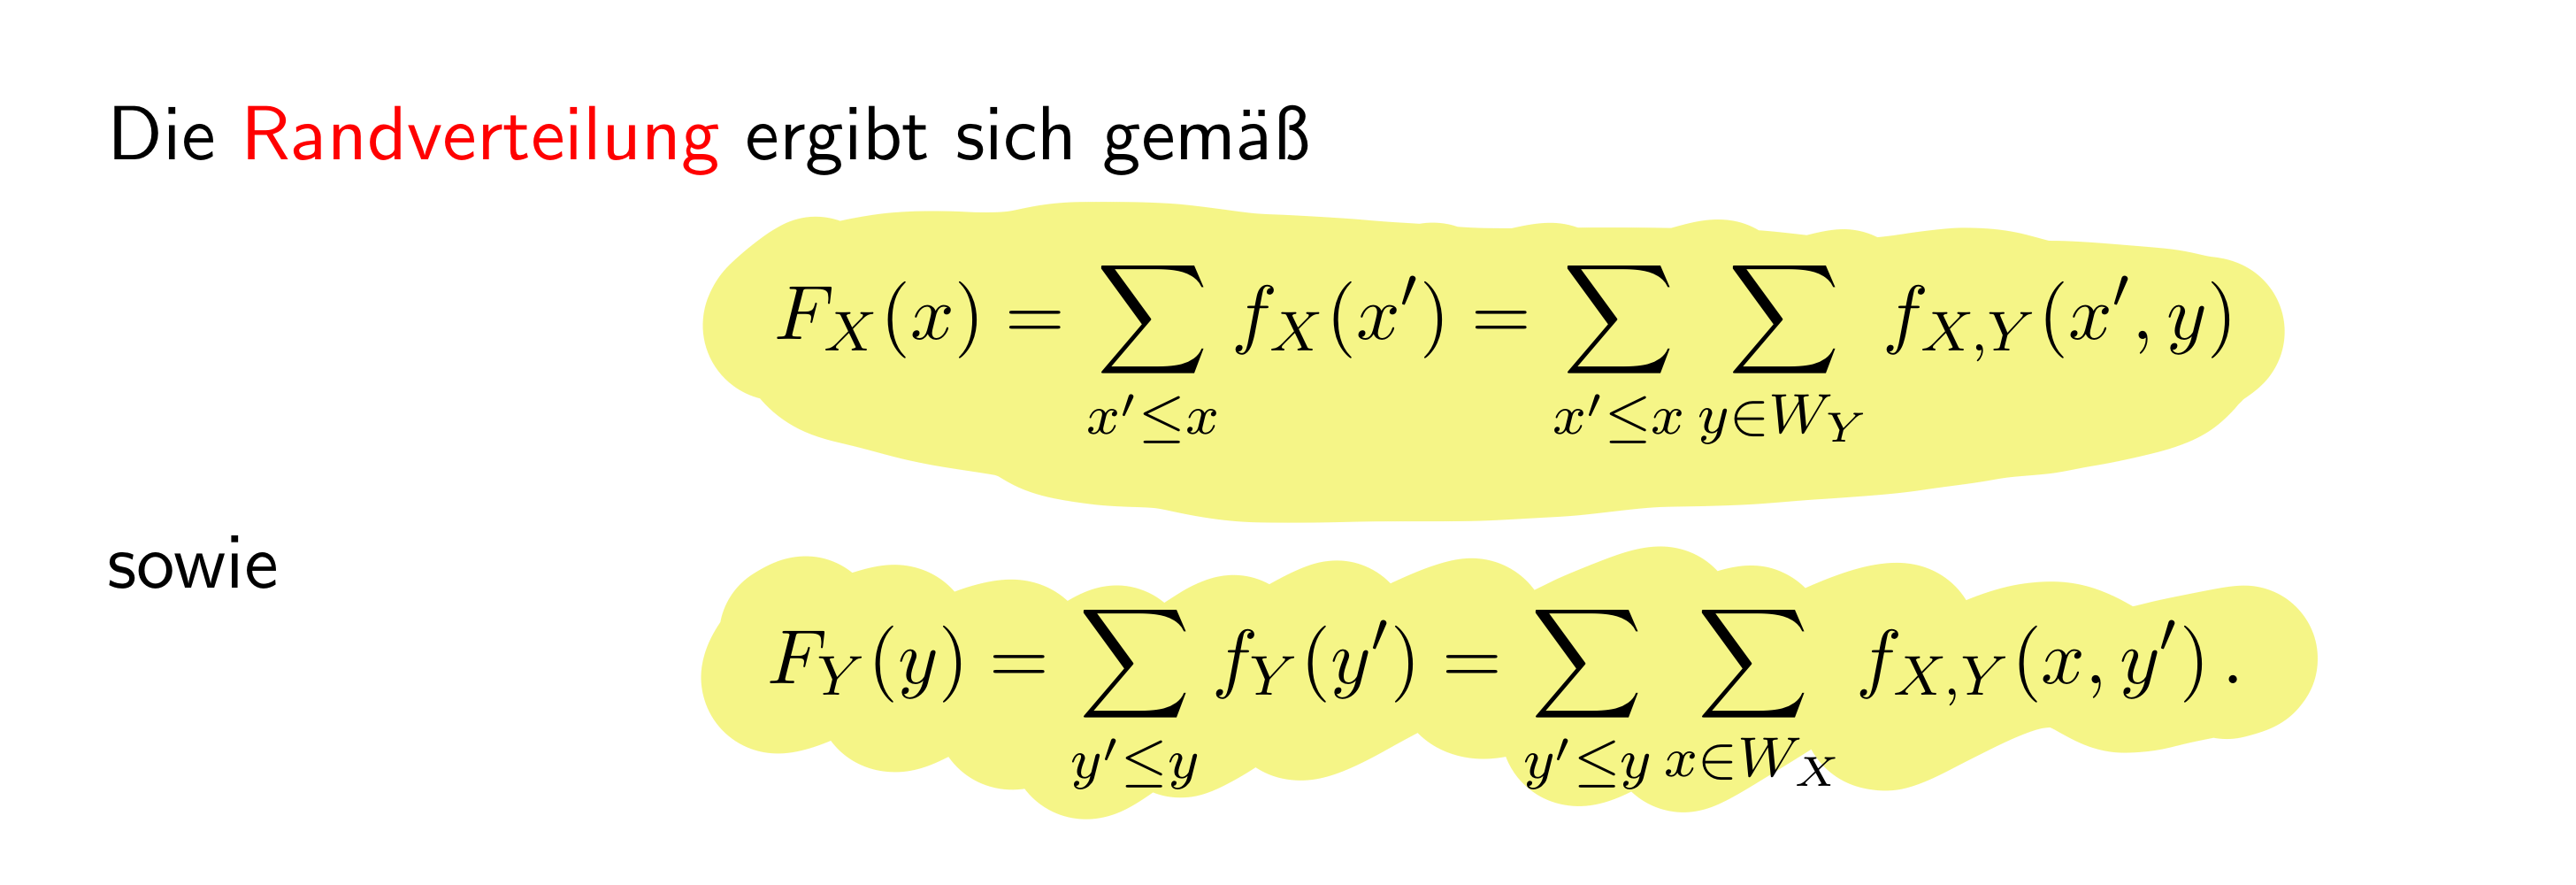 Die Randverteilung ergibt sich gemäß
$F_X(x) = \sum_{x' \leq x} f_X(x') = \sum_{x' \leq x} \sum_{y \in W_Y} f_{X,Y}(x', y)$
sowie
$F_Y(y) = \sum_{y' \leq y} f_Y(y') = \sum_{y' \leq y} \sum_{x \in W_X} f_{X,Y}(x, y') \, .$